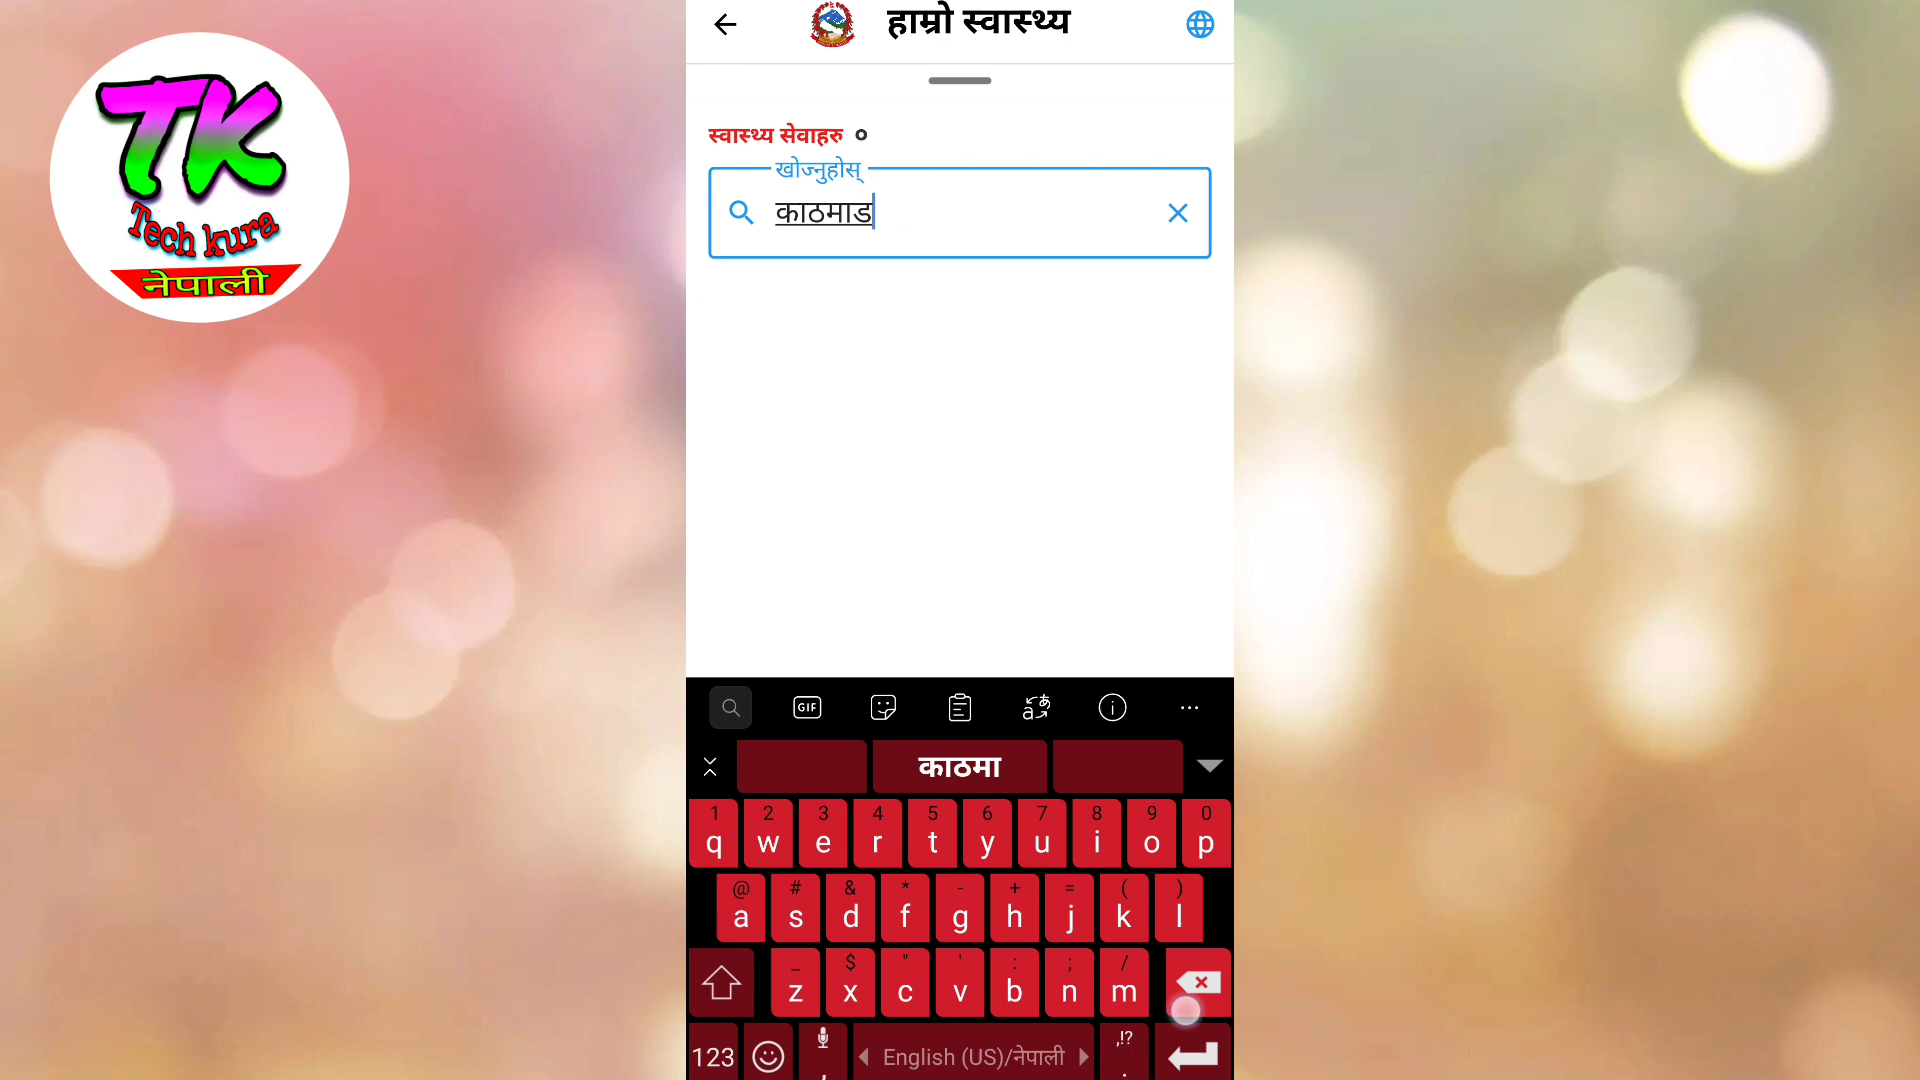 TK
Tech kura
नेपाली
हाम्रो स्वास्थ्य
स्वास्थ्य सेवाहरु ०
खोज्नुहोस्
काठमाड
GIF
काठमा
1 2 3 4 5 6 7 8 9 0
q w e r t y u i o p
@ # & * - + = ( )
a s d f g h j k l
_ $ " ' : ; /
z x c v b n m
,!?
123 , English (US)/नेपाली .